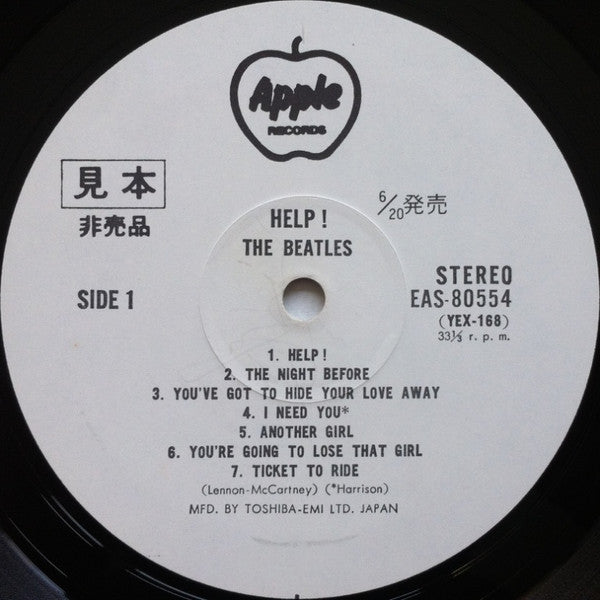 Apple
RECORDS
見本
非売品
6/20発売
HELP!
THE BEATLES
SIDE 1
STEREO
EAS-80554
(YEX-168)
33⅓ r. p. m.
1. HELP!
2. THE NIGHT BEFORE
3. YOU'VE GOT TO HIDE YOUR LOVE AWAY
4. I NEED YOU*
5. ANOTHER GIRL
6. YOU'RE GOING TO LOSE THAT GIRL
7. TICKET TO RIDE
(Lennon-McCartney) (*Harrison)
MFD. BY TOSHIBA-EMI LTD. JAPAN